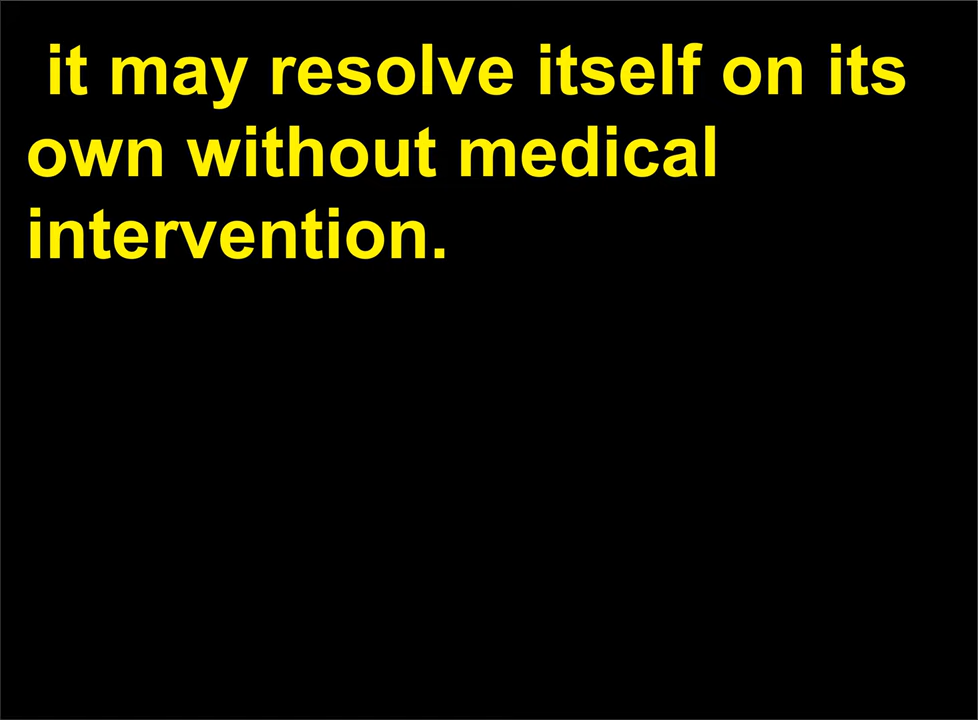 it may resolve itself on its
own without medical
intervention.